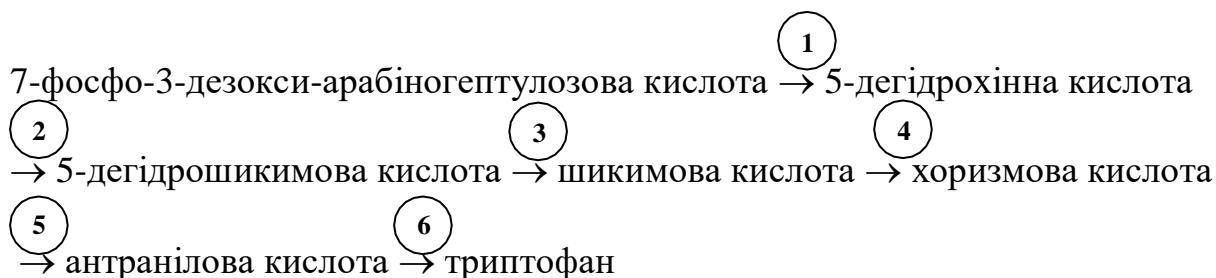 1
7-фосфо-3-дезокси-арабіногептулозова кислота → 5-дегідрохінна кислота
2 3 4
→ 5-дегідрошикимова кислота → шикимова кислота → хоризмова кислота
5 6
→ антранілова кислота → триптофан